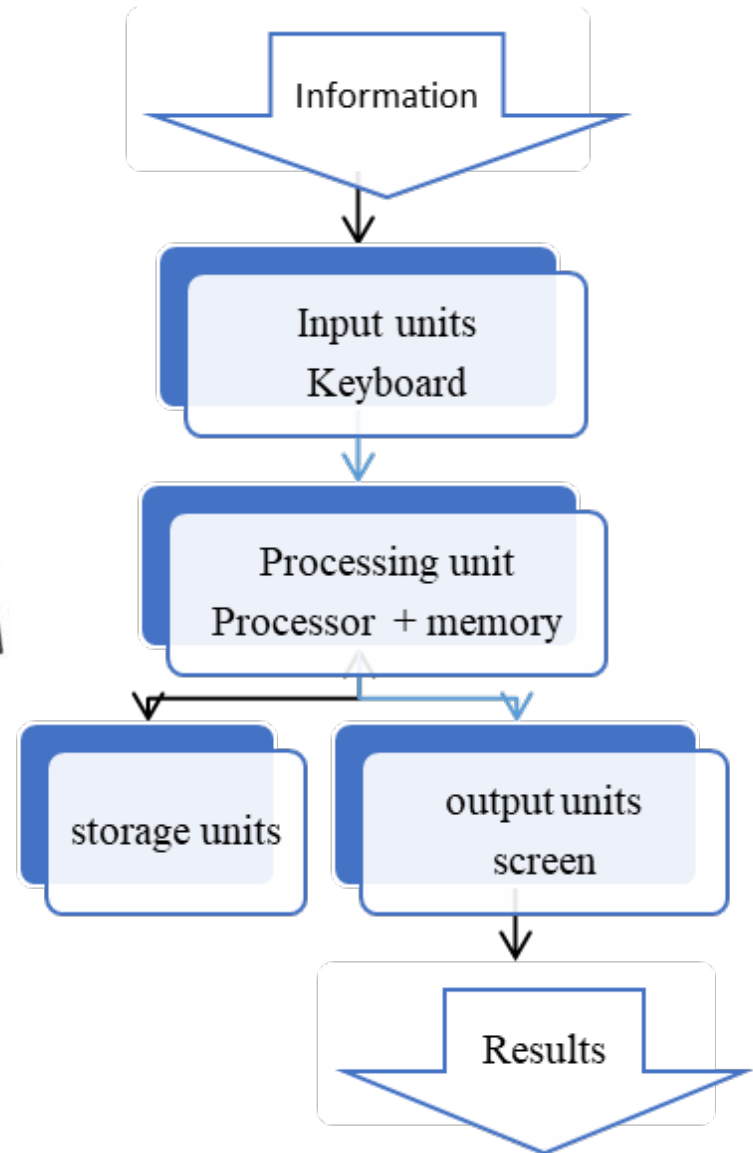 Information
Input units
Keyboard
Processing unit
Processor + memory
storage units
output units
screen
Results